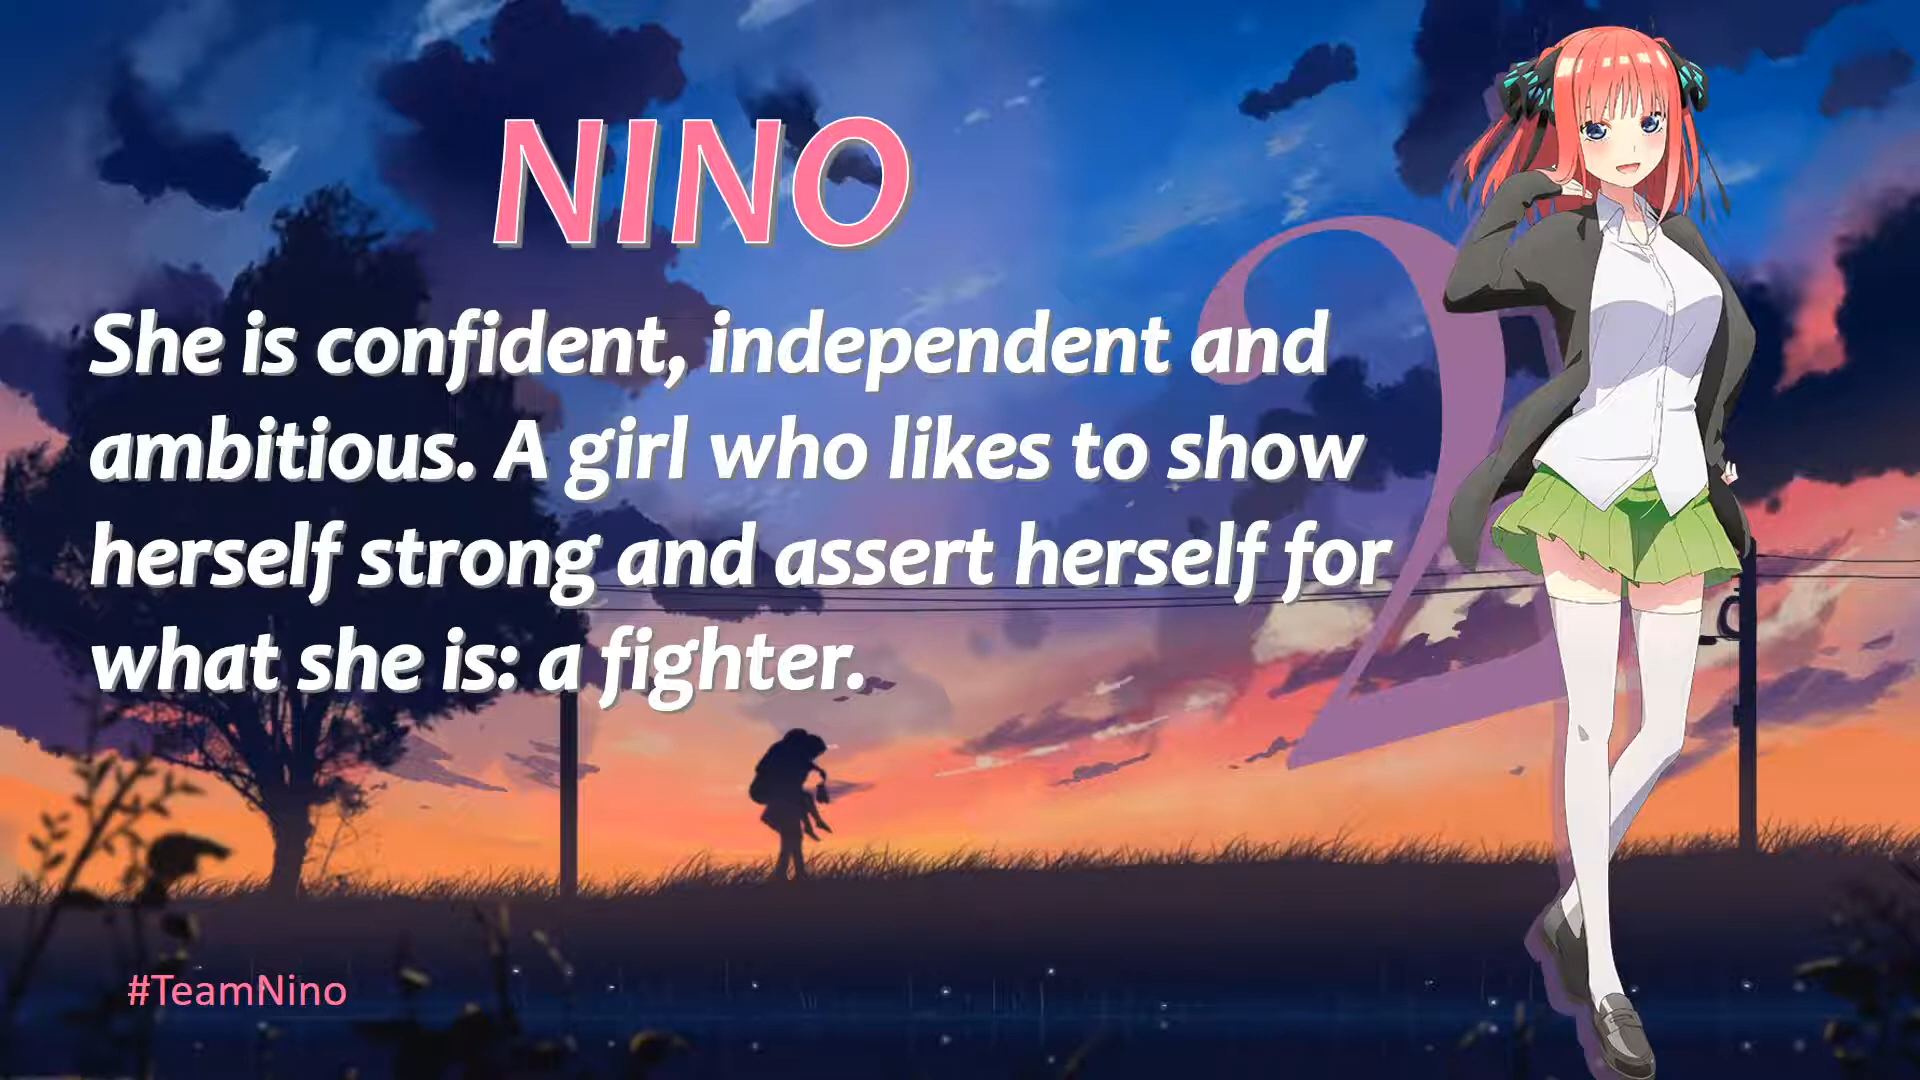 NINO
She is confident, independent and
ambitious. A girl who likes to show
herself strong and assert herself for
what she is: a fighter.
2
#TeamNino